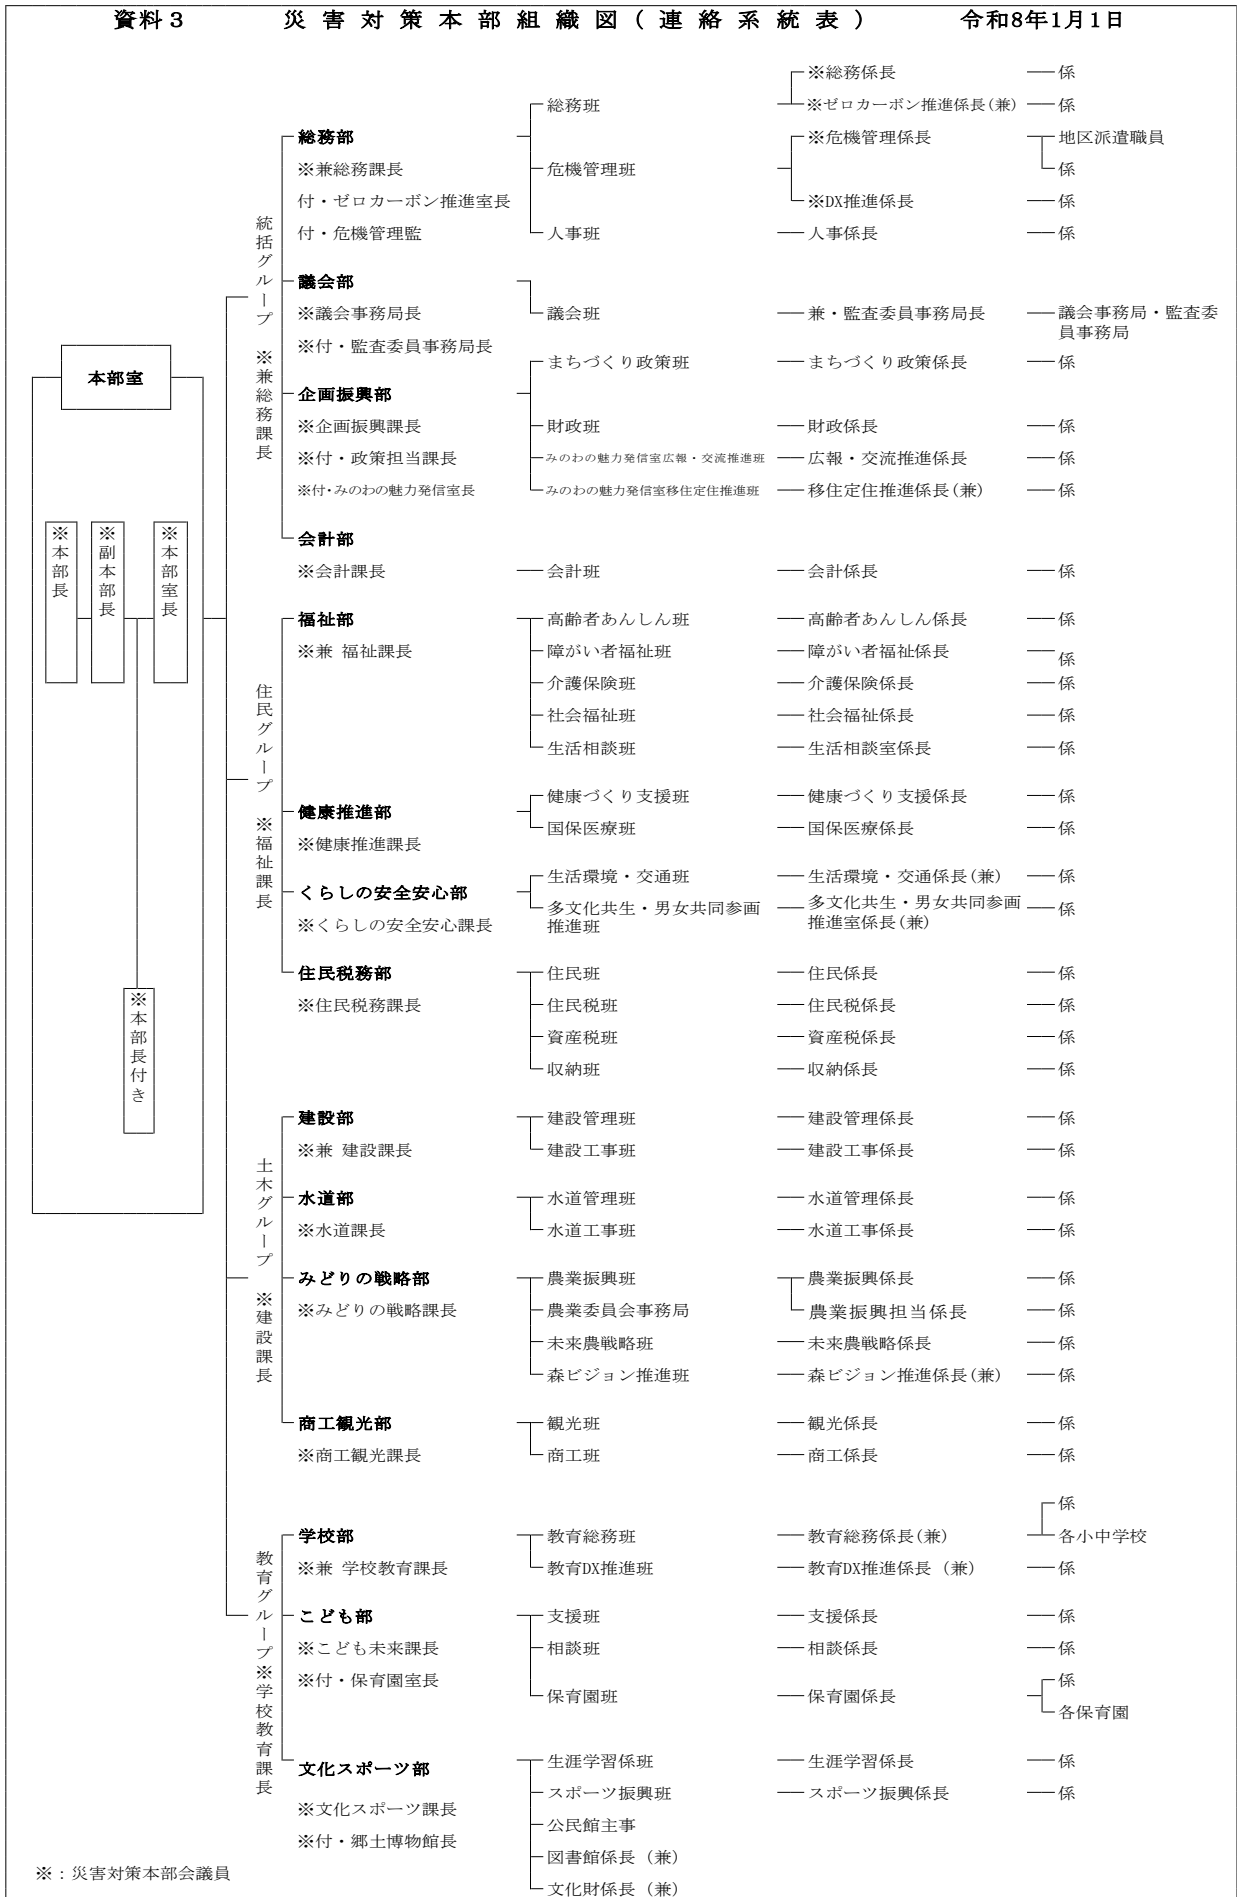 資料３ 災害対策本部組織図(連絡系統表) 令和8年1月1日
本部室
※本部長
※副本部長
※本部室長
※本部長付き
統括グループ ※兼総務課長
※総務係長 係
総務班 ※ゼロカーボン推進係長(兼) 係
総務部 ※危機管理係長 地区派遣職員
※兼総務課長 危機管理班 係
付・ゼロカーボン推進室長 ※DX推進係長 係
付・危機管理監 人事班 人事係長 係
議会部
※議会事務局長 議会班 兼・監査委員事務局長 議会事務局・監査委
員事務局
※付・監査委員事務局長
まちづくり政策班 まちづくり政策係長 係
企画振興部
※企画振興課長 財政班 財政係長 係
※付・政策担当課長 みのわの魅力発信室広報・交流推進班 広報・交流推進係長 係
※付・みのわの魅力発信室長 みのわの魅力発信室移住定住推進班 移住定住推進係長(兼) 係
会計部
※会計課長 会計班 会計係長 係
住民グループ ※福祉課長
福祉部 高齢者あんしん班 高齢者あんしん係長 係
※兼 福祉課長 障がい者福祉班 障がい者福祉係長 係
介護保険班 介護保険係長 係
社会福祉班 社会福祉係長 係
生活相談班 生活相談室係長 係
健康づくり支援班 健康づくり支援係長 係
健康推進部
国保医療班 国保医療係長 係
※健康推進課長
生活環境・交通班 生活環境・交通係長(兼) 係
くらしの安全安心部
多文化共生・男女共同参画 多文化共生・男女共同参画 係
推進班 推進室係長(兼)
※くらしの安全安心課長
住民税務部 住民班 住民係長 係
※住民税務課長 住民税班 住民税係長 係
資産税班 資産税係長 係
収納班 収納係長 係
土木グループ ※建設課長
建設部 建設管理班 建設管理係長 係
※兼 建設課長 建設工事班 建設工事係長 係
水道部 水道管理班 水道管理係長 係
※水道課長 水道工事班 水道工事係長 係
みどりの戦略部 農業振興班 農業振興係長 係
※みどりの戦略課長 農業委員会事務局 農業振興担当係長 係
未来農戦略班 未来農戦略係長 係
森ビジョン推進班 森ビジョン推進係長(兼) 係
商工観光部 観光班 観光係長 係
※商工観光課長 商工班 商工係長 係
教育グループ※学校教育課長
係
学校部 教育総務班 教育総務係長(兼) 各小中学校
※兼 学校教育課長 教育DX推進班 教育DX推進係長（兼） 係
こども部 支援班 支援係長 係
※こども未来課長 相談班 相談係長 係
※付・保育園室長 係
保育園班 保育園係長
各保育園
文化スポーツ部 生涯学習係班 生涯学習係長 係
スポーツ振興班 スポーツ振興係長 係
※文化スポーツ課長
公民館主事
※付・郷土博物館長
図書館係長（兼）
※：災害対策本部会議員
文化財係長（兼）